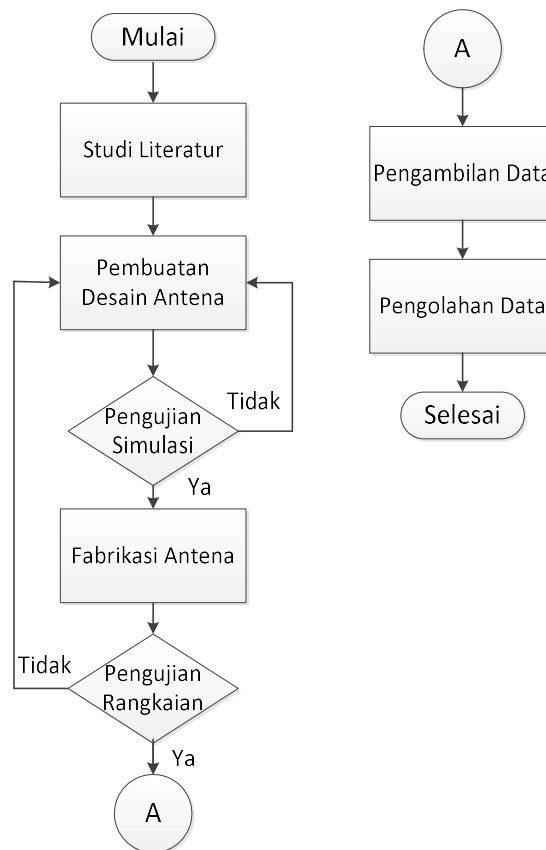 Mulai
Studi Literatur
Pembuatan
Desain Antena
Pengujian
Simulasi
Tidak
Ya
Fabrikasi Antena
Pengujian
Rangkaian
Tidak
Ya
A
A
Pengambilan Data
Pengolahan Data
Selesai